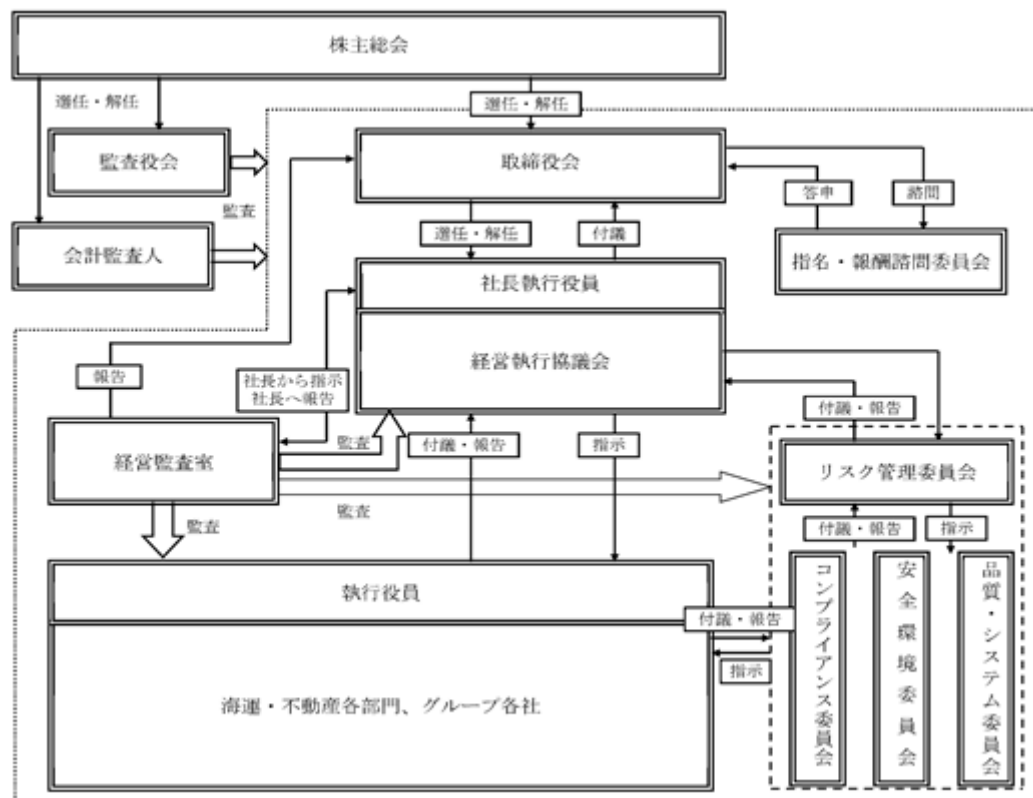 株主総会
選任・解任
選任・解任
監査役会
取締役会
監査
答申
諮問
会計監査人
選任・解任
付議
指名・報酬諮問委員会
社長執行役員
経営執行協議会
報告
社長から指示
社長へ報告
付議・報告
監査
付議・報告
指示
経営監査室
リスク管理委員会
監査
監査
付議・報告
指示
執行役員
付議・報告
指示
海運・不動産各部門、グループ各社
コンプライアンス委員会
安全環境委員会
品質・システム委員会